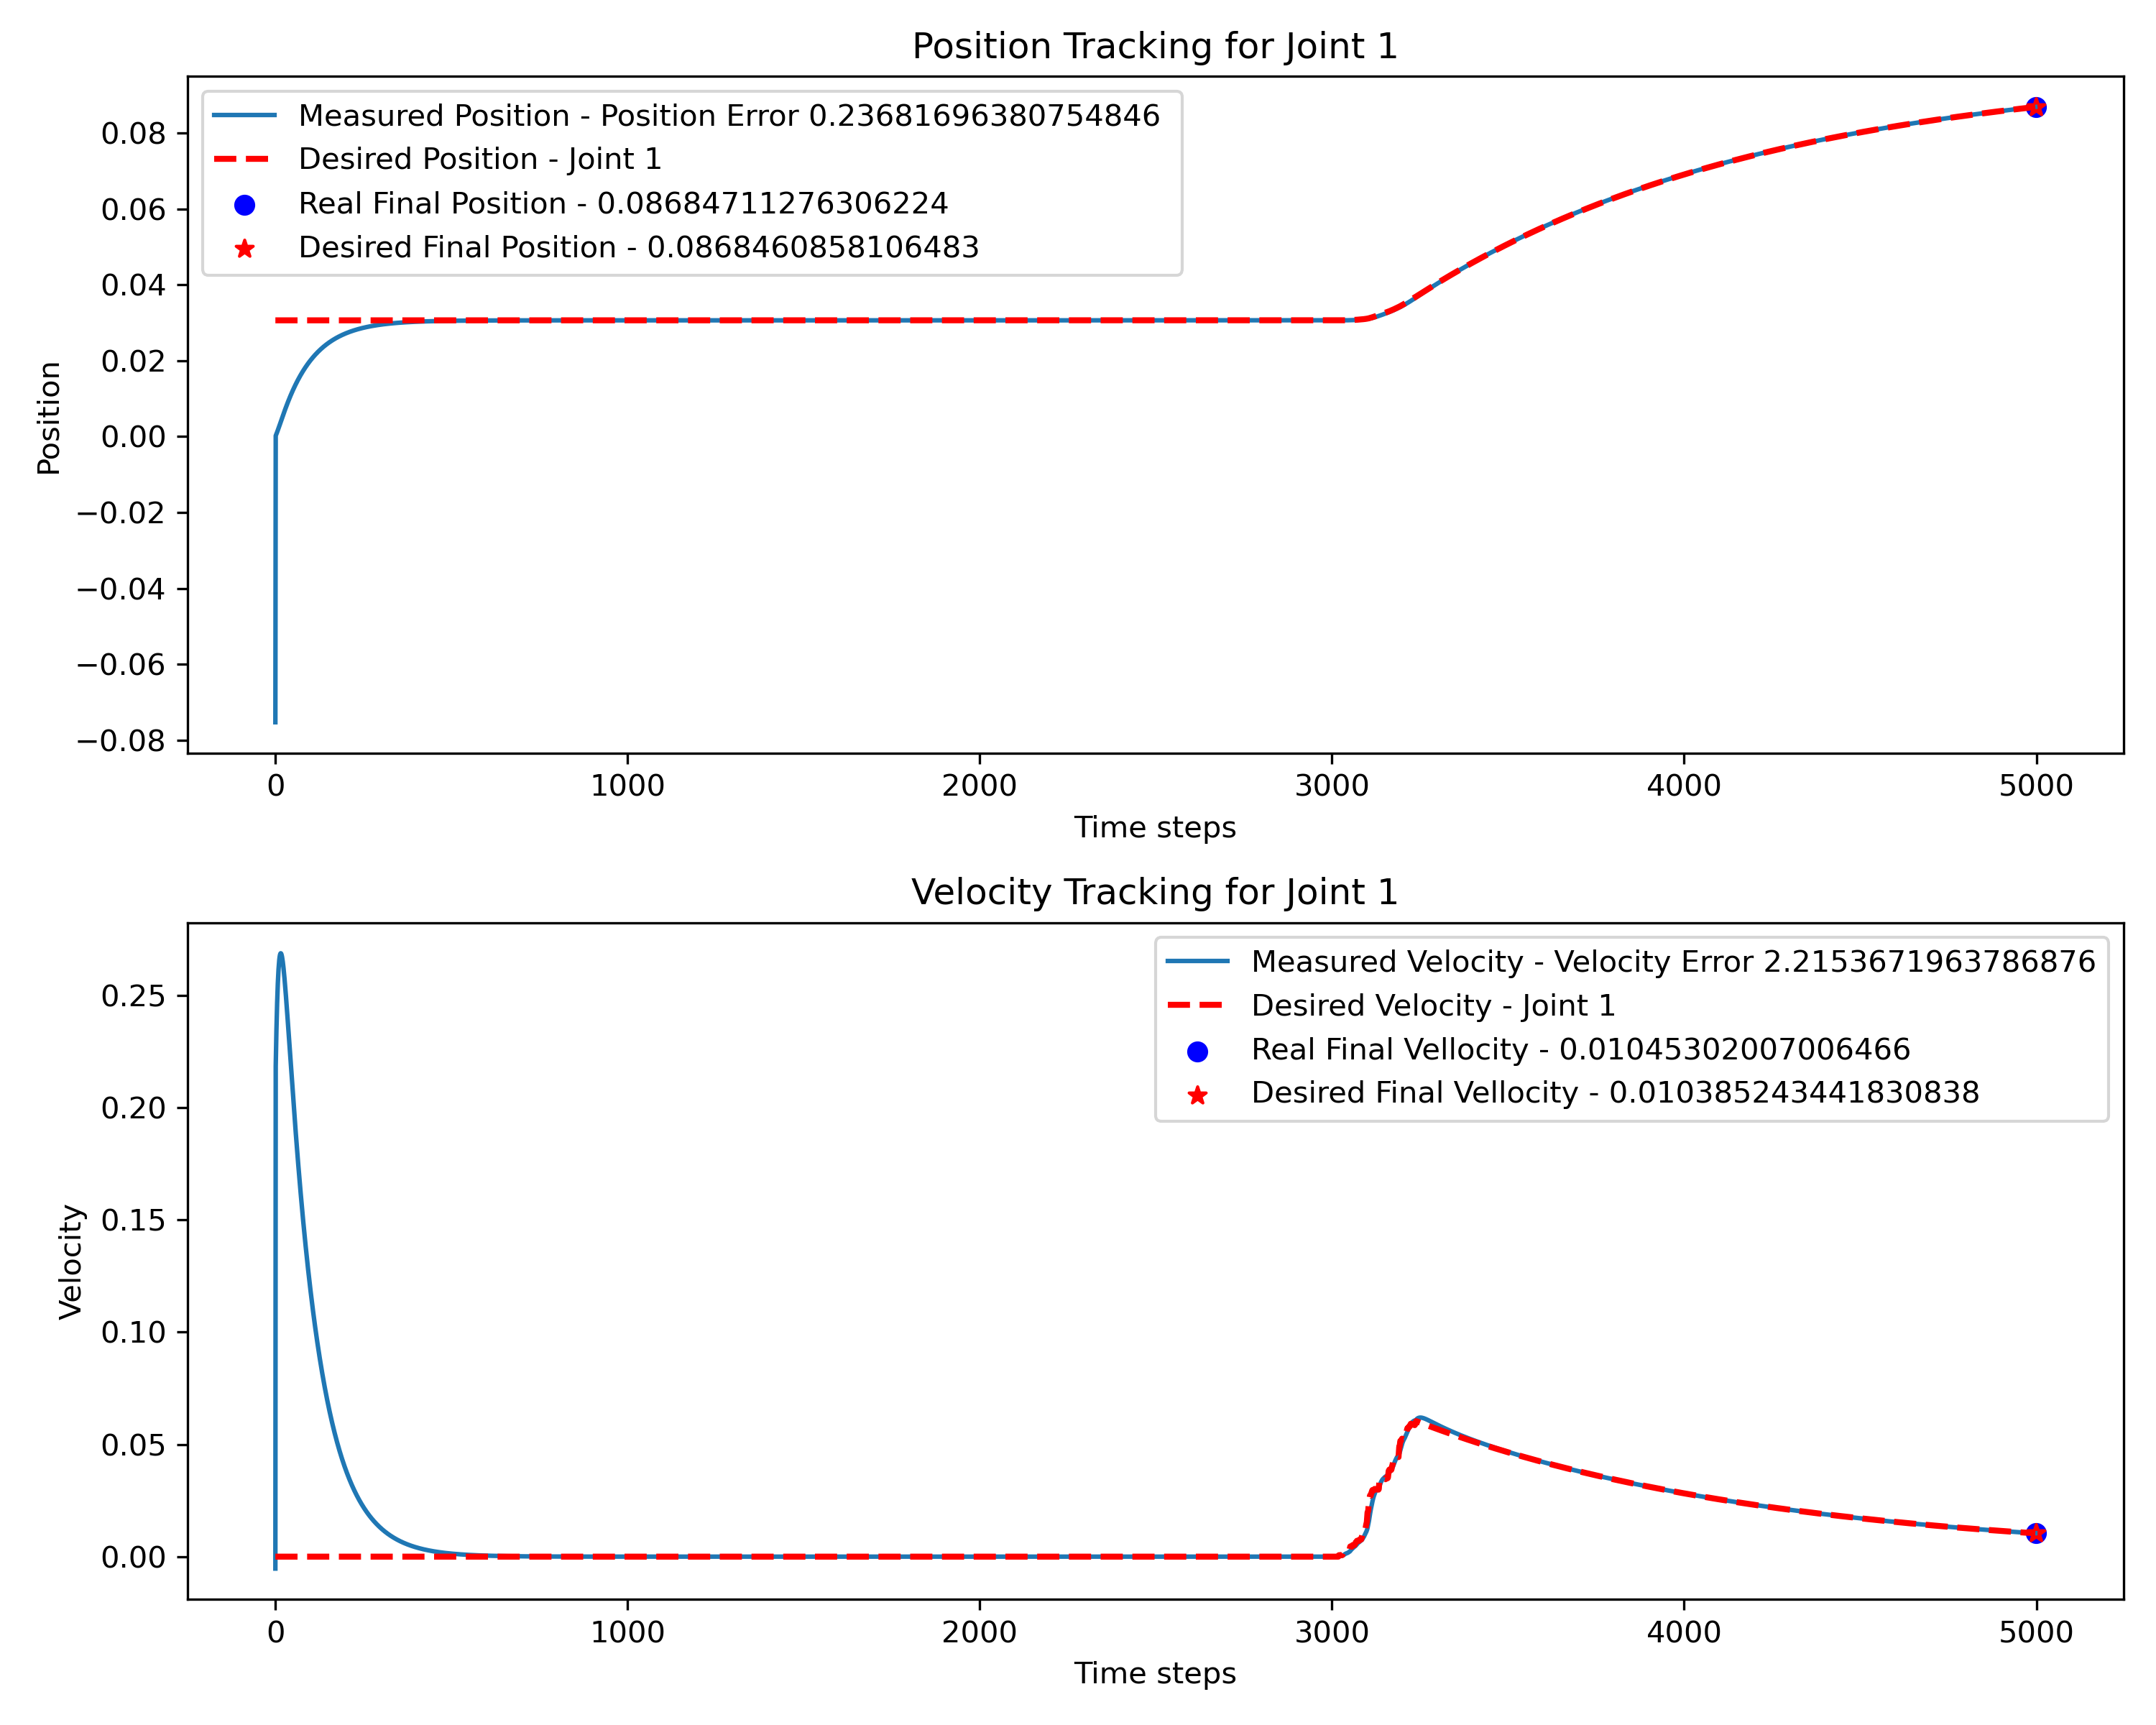 Position Tracking for Joint 1
Measured Position - Position Error 0.23681696380754846
Desired Position - Joint 1
Real Final Position - 0.08684711276306224
Desired Final Position - 0.0868460858106483
0.08
0.06
0.04
0.02
0.00
−0.02
−0.04
−0.06
−0.08
Position
0 1000 2000 3000 4000 5000
Time steps
Velocity Tracking for Joint 1
Measured Velocity - Velocity Error 2.2153671963786876
Desired Velocity - Joint 1
Real Final Vellocity - 0.01045302007006466
Desired Final Vellocity - 0.010385243441830838
0.25
0.20
0.15
0.10
0.05
0.00
Velocity
0 1000 2000 3000 4000 5000
Time steps